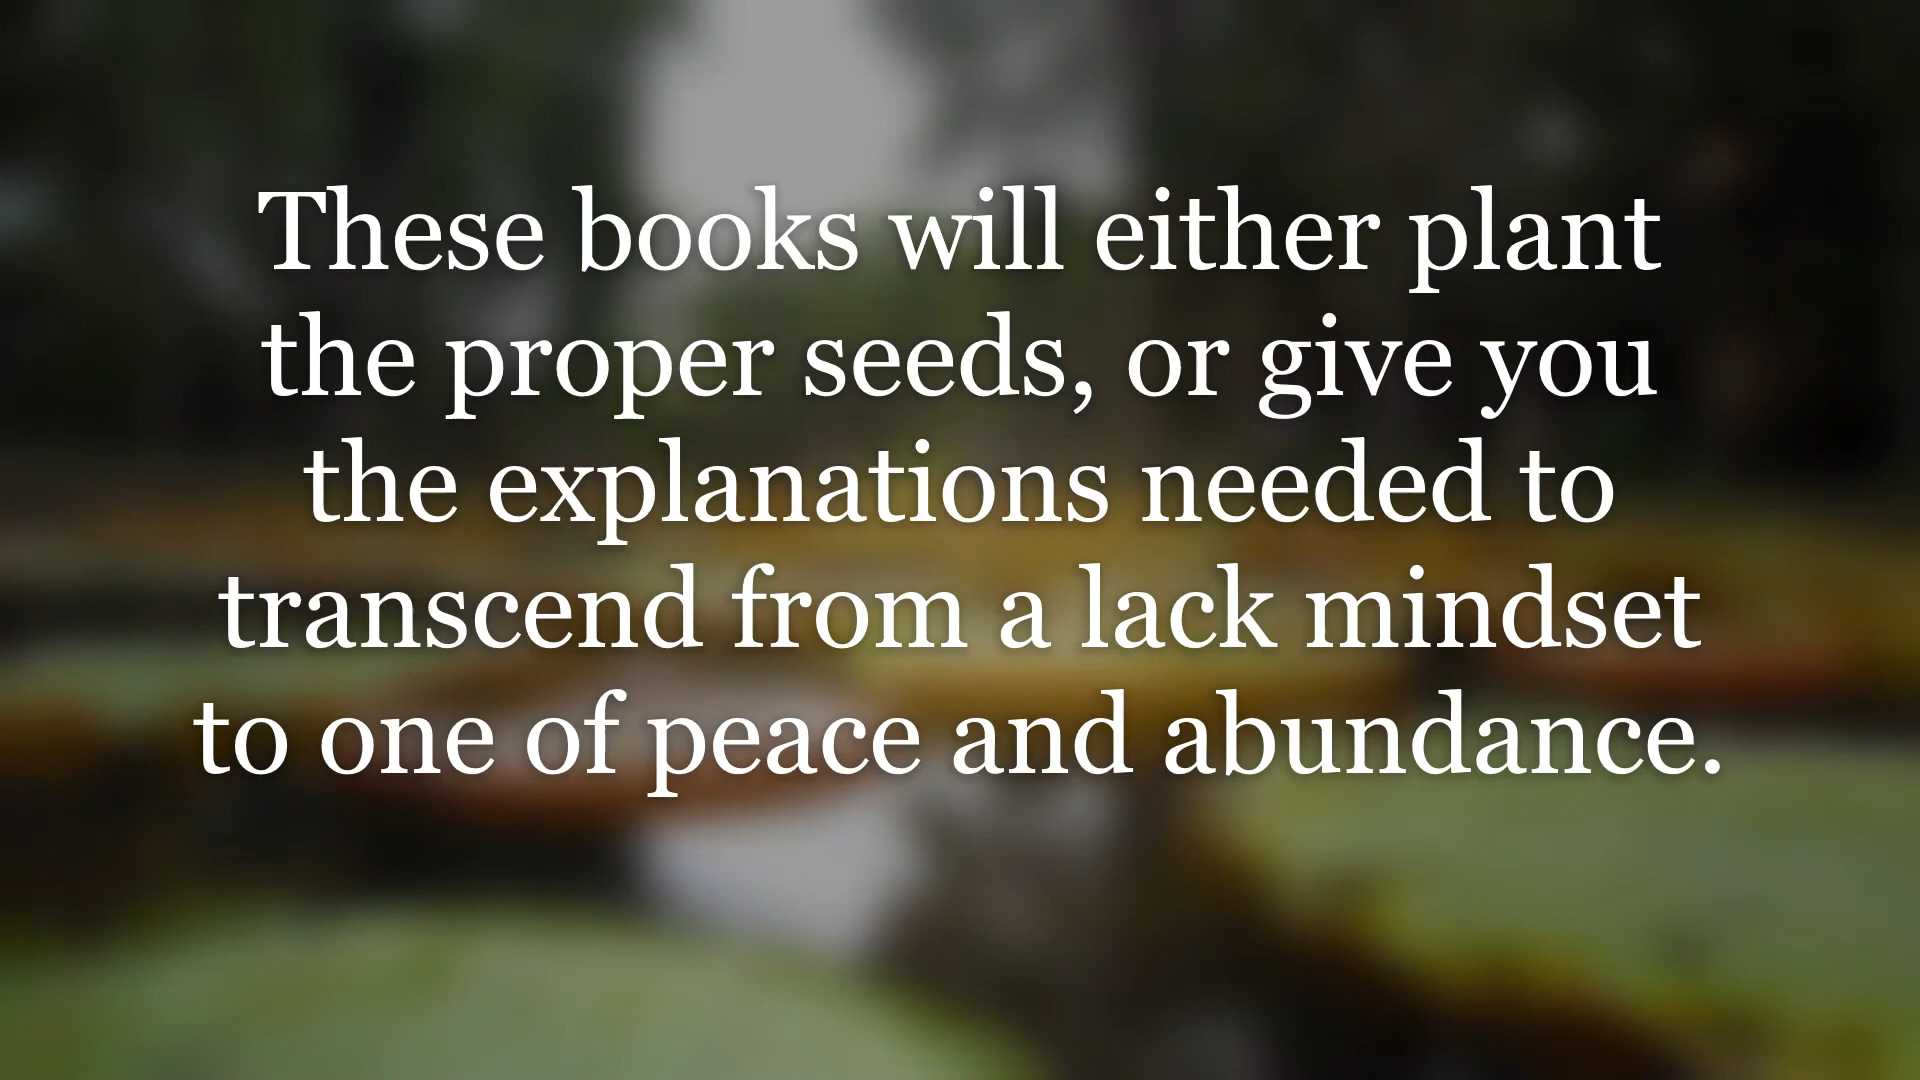 These books will either plant
the proper seeds, or give you
the explanations needed to
transcend from a lack mindset
to one of peace and abundance.